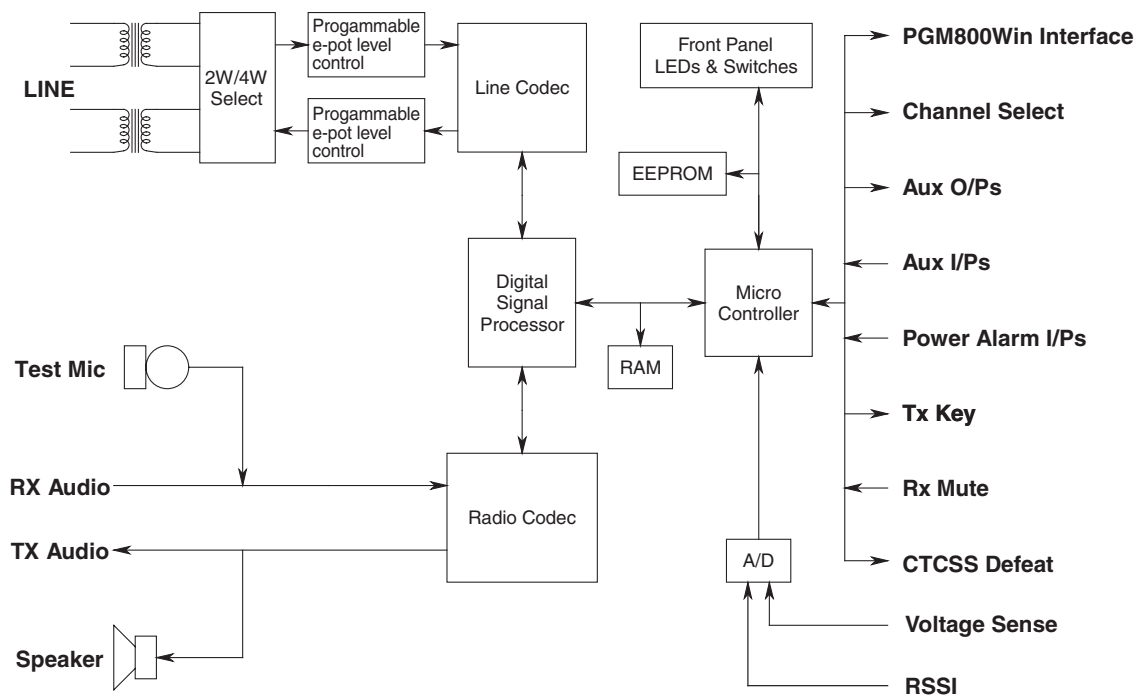 LINE
2W/4W
Select
Progammable
e-pot level
control
Progammable
e-pot level
control
Line Codec
Front Panel
LEDs & Switches
EEPROM
Digital
Signal
Processor
RAM
Micro
Controller
Test Mic
RX Audio
TX Audio
Radio Codec
Speaker
A/D
PGM800Win Interface
Channel Select
Aux O/Ps
Aux I/Ps
Power Alarm I/Ps
Tx Key
Rx Mute
CTCSS Defeat
Voltage Sense
RSSI